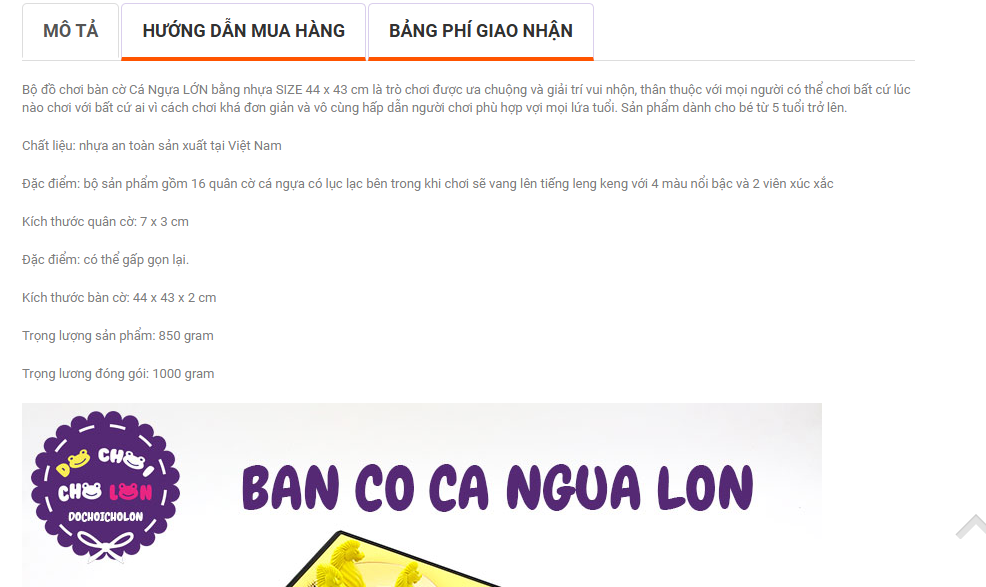 MÔ TẢ
HƯỚNG DẪN MUA HÀNG
BẢNG PHÍ GIAO NHẬN
Bộ đồ chơi bàn cờ Cá Ngựa LỚN bằng nhựa SIZE 44 x 43 cm là trò chơi được ưa chuộng và giải trí vui nhộn, thân thuộc với mọi người có thể chơi bất cứ lúc
nào chơi với bất cứ ai vì cách chơi khá đơn giản và vô cùng hấp dẫn người chơi phù hợp vợi mọi lứa tuổi. Sản phẩm dành cho bé từ 5 tuổi trở lên.
Chất liệu: nhựa an toàn sản xuất tại Việt Nam
Đặc điểm: bộ sản phẩm gồm 16 quân cờ cá ngựa có lục lạc bên trong khi chơi sẽ vang lên tiếng leng keng với 4 màu nổi bậc và 2 viên xúc xắc
Kích thước quân cờ: 7 x 3 cm
Đặc điểm: có thể gấp gọn lại.
Kích thước bàn cờ: 44 x 43 x 2 cm
Trọng lượng sản phẩm: 850 gram
Trọng lương đóng gói: 1000 gram
DO CHOI
CHO LON
DOCHOICHOLON
BAN CO CA NGUA LON